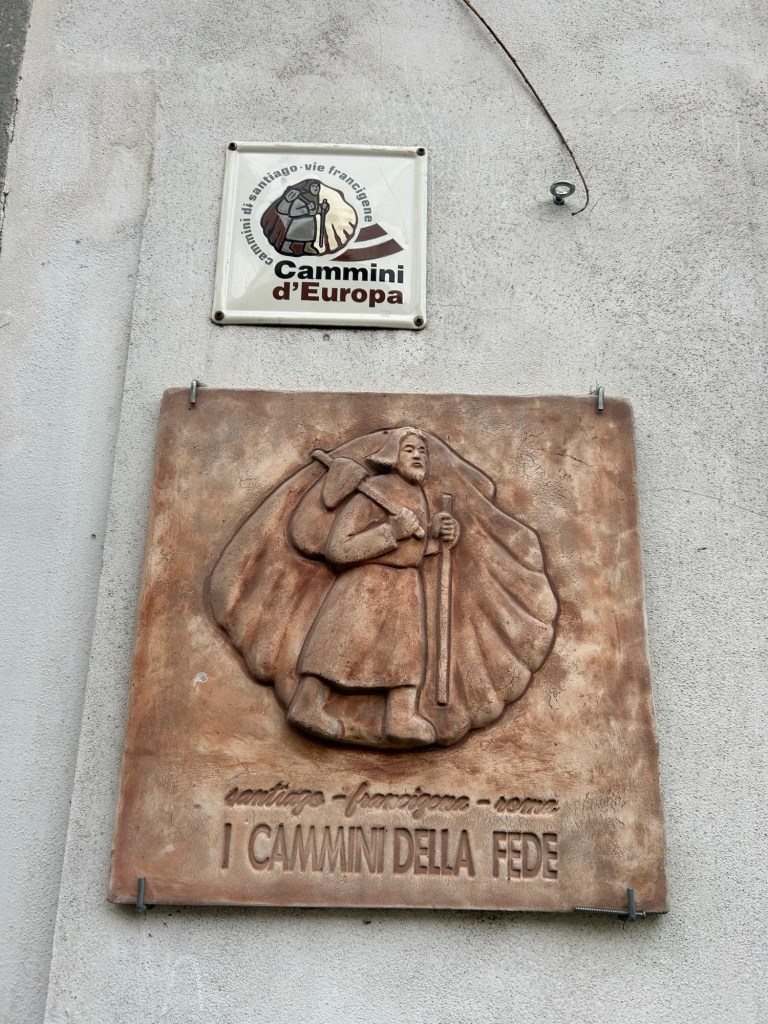 cammini di santiago · vie francigene
Cammini
d'Europa
santiago - francigena - roma
I CAMMINI DELLA FEDE